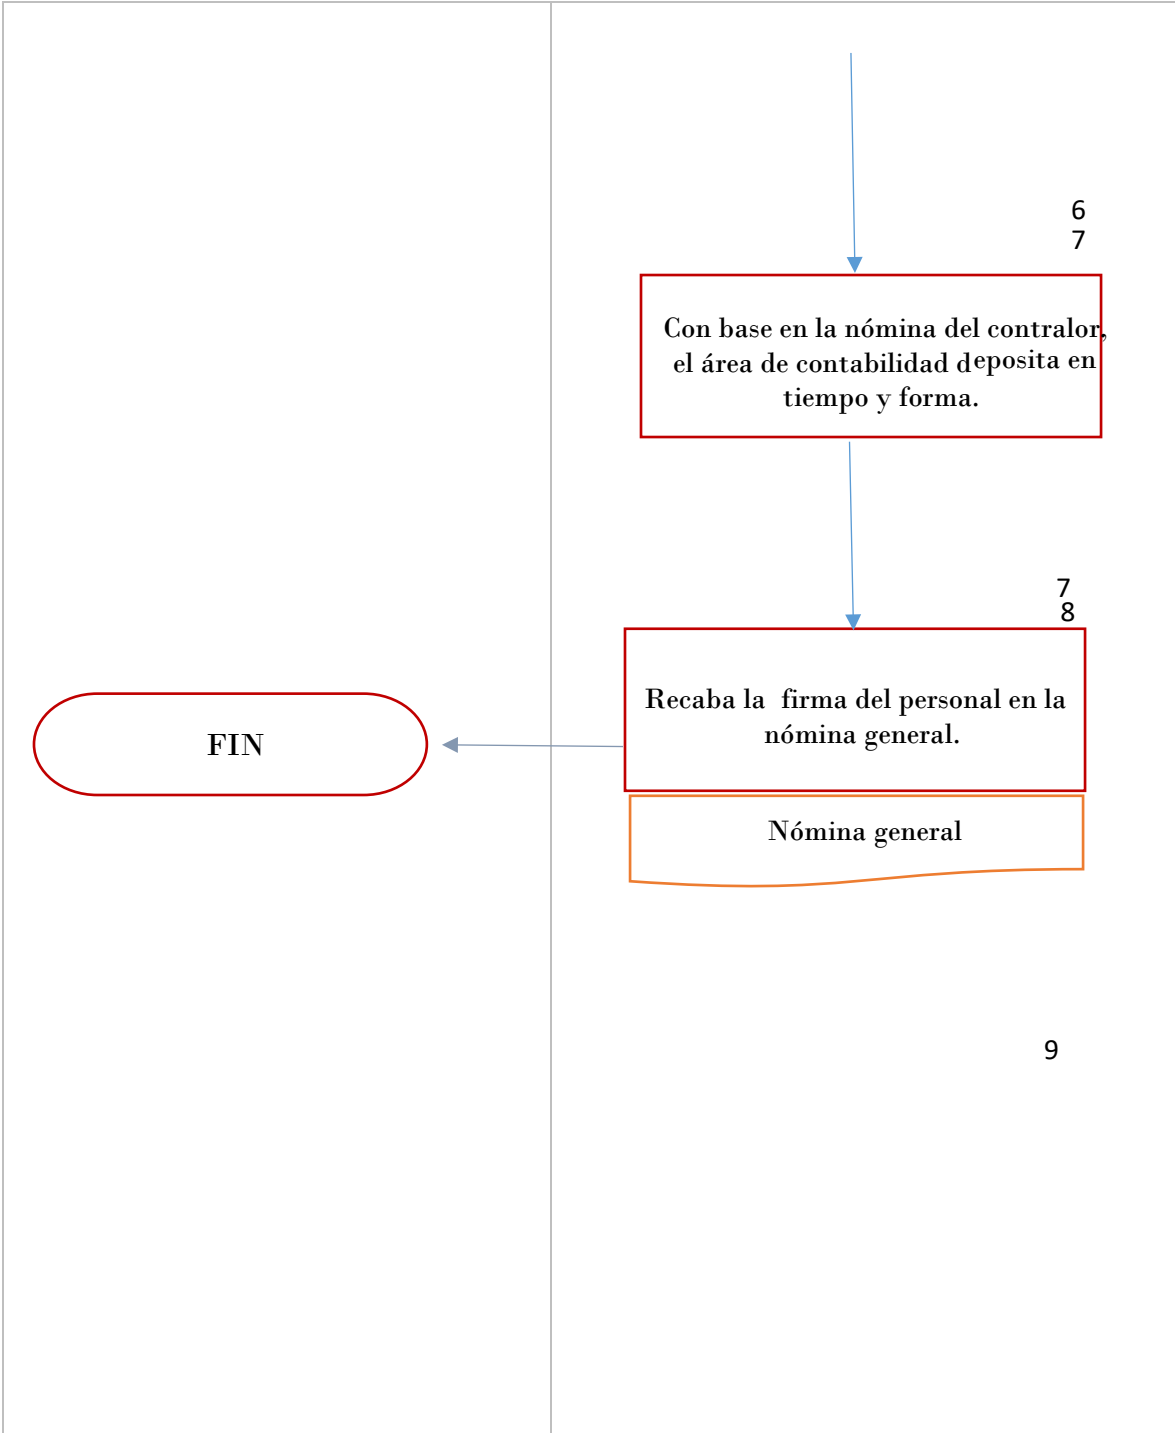 6
7
Con base en la nómina del contralor,
el área de contabilidad deposita en
tiempo y forma.
7
8
Recaba la firma del personal en la
nómina general.
FIN
Nómina general
9